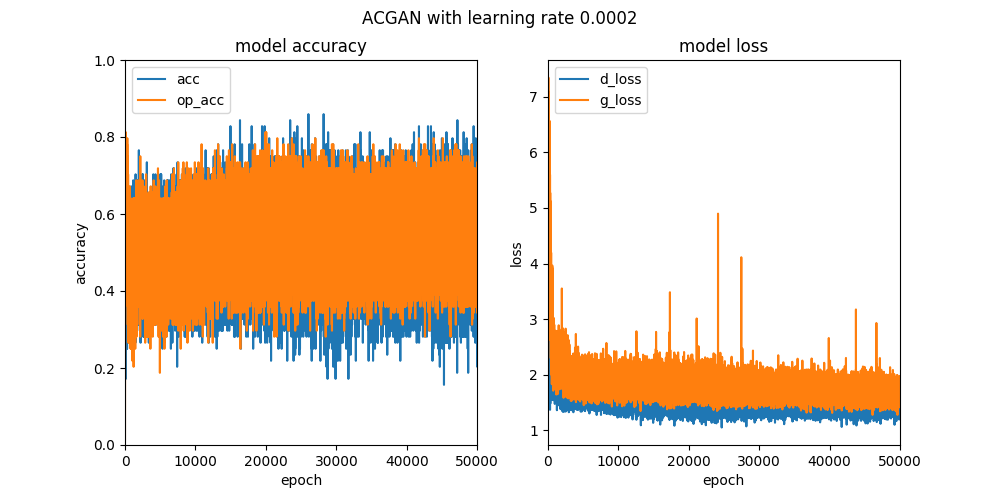 ACGAN with learning rate 0.0002
model accuracy
acc
op_acc
1.0
0.8
0.6
0.4
0.2
0.0
accuracy
0 10000 20000 30000 40000 50000
epoch
model loss
d_loss
g_loss
7
6
5
4
3
2
1
loss
0 10000 20000 30000 40000 50000
epoch